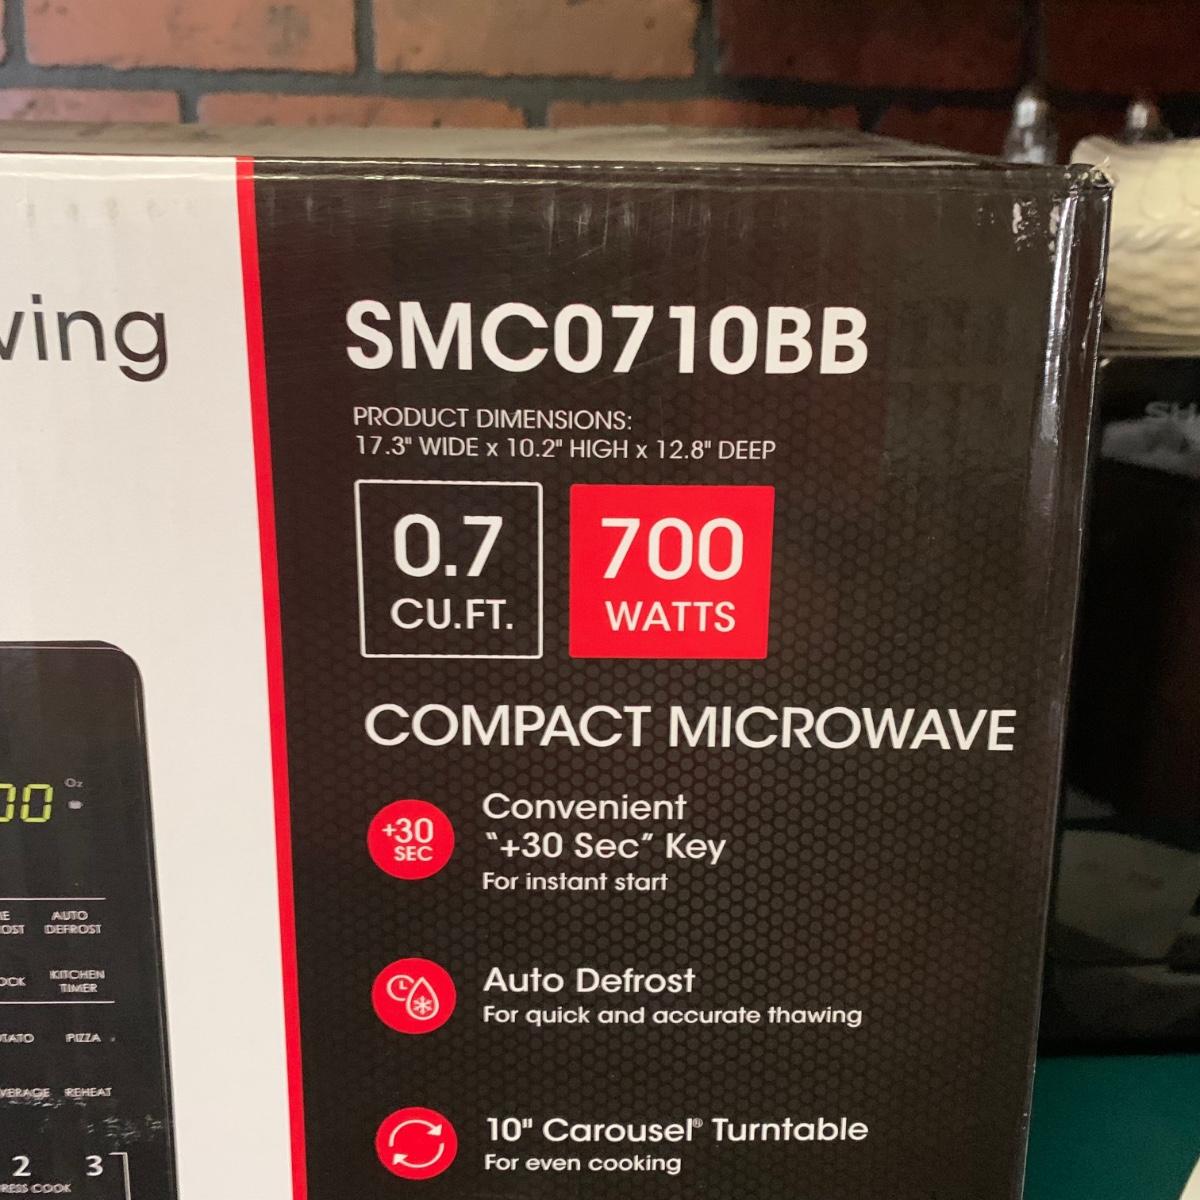 ving
SMC0710BB
PRODUCT DIMENSIONS:
17.3" WIDE x 10.2" HIGH x 12.8" DEEP
0.7
CU.FT.
700
WATTS
COMPACT MICROWAVE
+30
SEC
Convenient
"+30 Sec" Key
For instant start
Auto Defrost
For quick and accurate thawing
10" Carousel® Turntable
For even cooking
00
Oz
AUTO
DEFROST
KITCHEN
TIMER
PIZZA
REHEAT
2 3